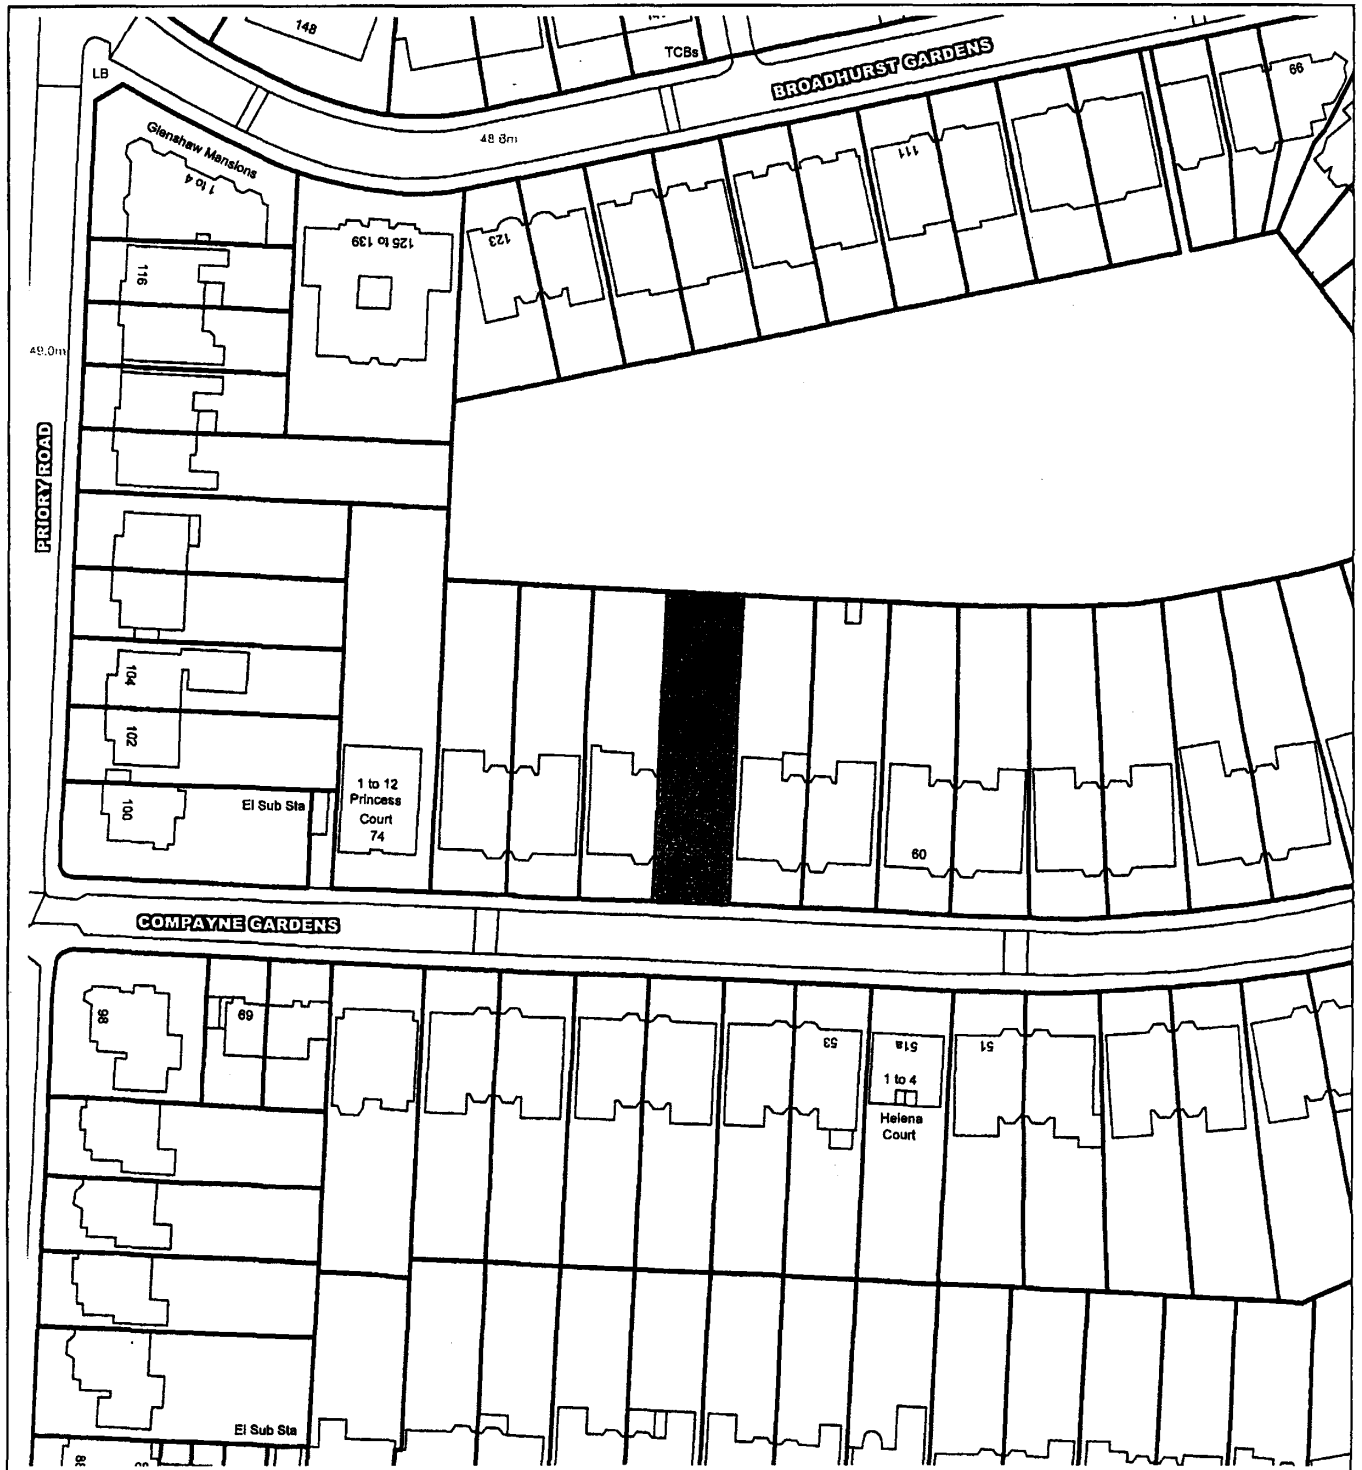 148
TCBs
BROADHURST GARDENS
LB
66
48.6m
Glenshaw Mansions
1 to 4
111
125 to 139
123
116
49.0m
PRIORY ROAD
104
102
1 to 12
Princess
Court
74
El Sub Sta
100
60
COMPAYNE GARDENS
98
69
53
51a
51
1 to 4
Helena
Court
El Sub Sta